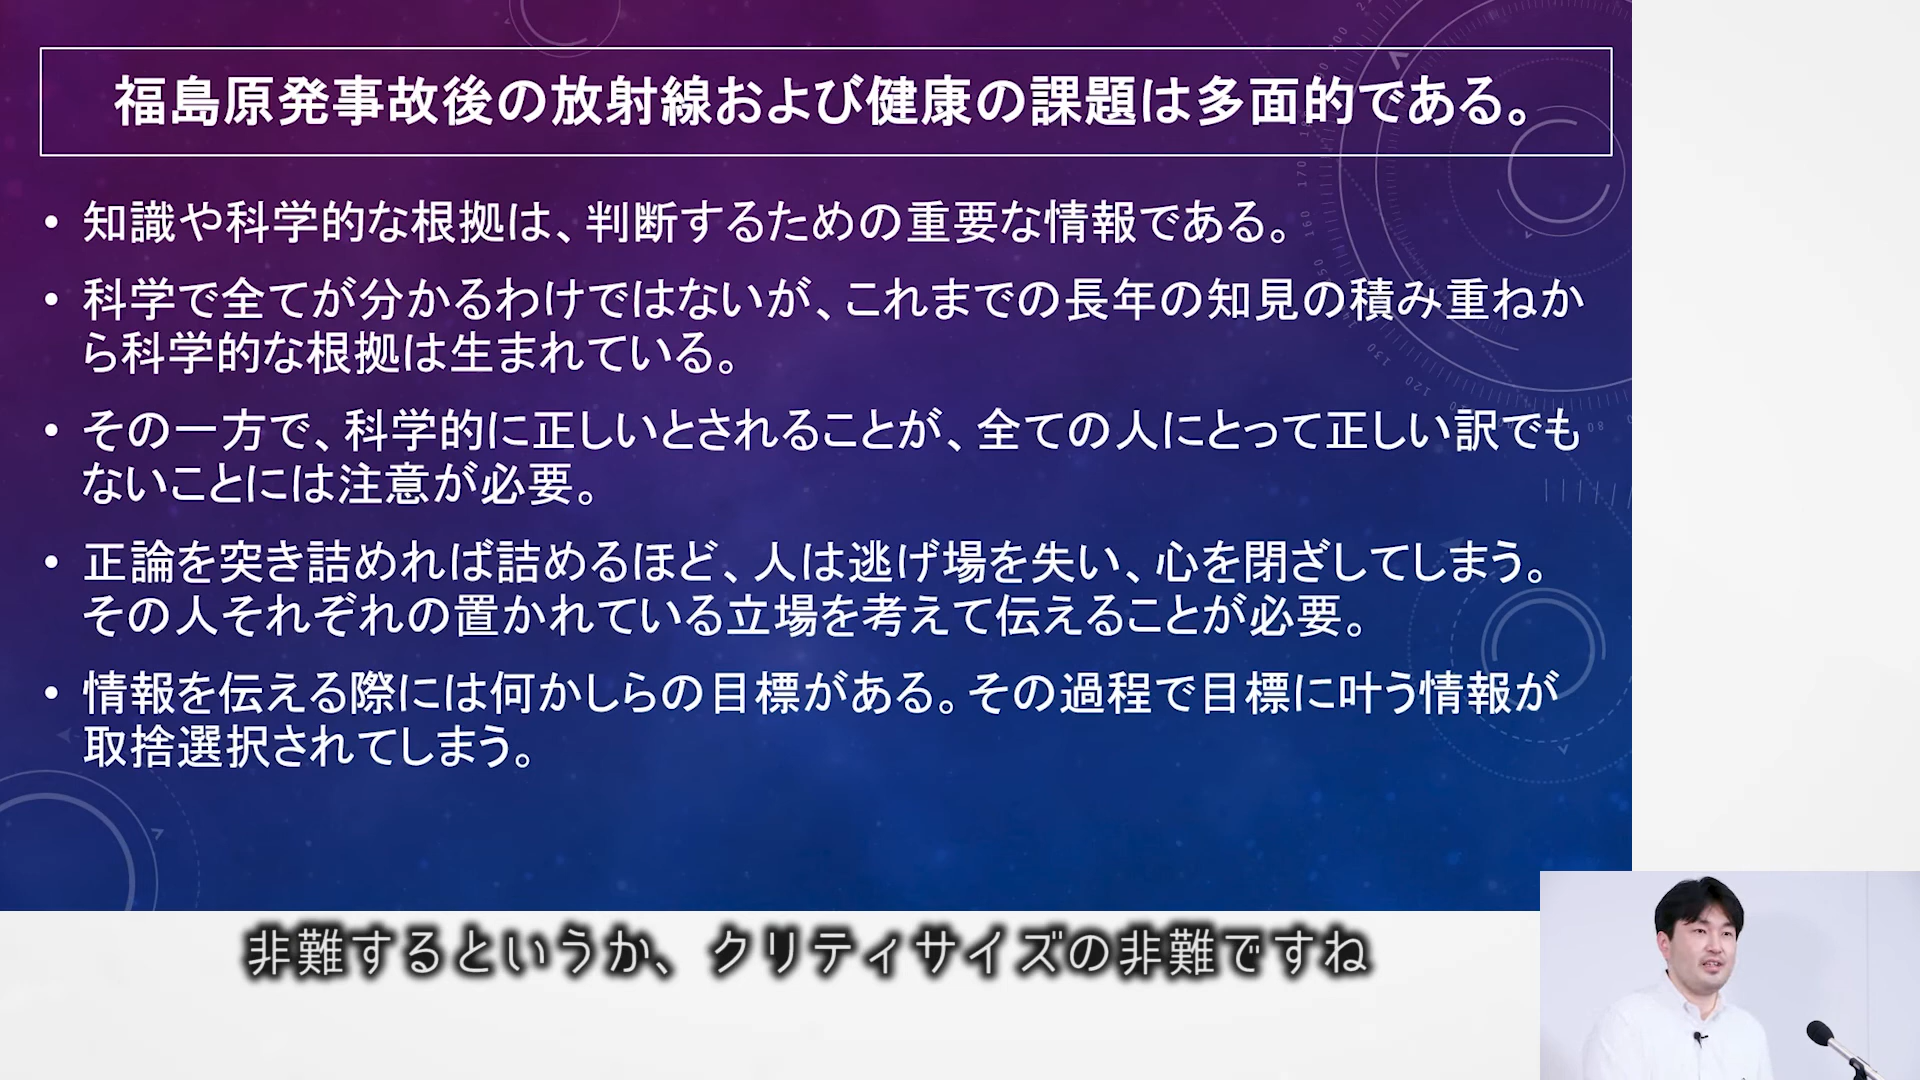 福島原発事故後の放射線および健康の課題は多面的である。
• 知識や科学的な根拠は、判断するための重要な情報である。
• 科学で全てが分かるわけではないが、これまでの長年の知見の積み重ねか
ら科学的な根拠は生まれている。
• その一方で、科学的に正しいとされることが、全ての人にとって正しい訳でも
ないことには注意が必要。
• 正論を突き詰めれば詰めるほど、人は逃げ場を失い、心を閉ざしてしまう。
その人それぞれの置かれている立場を考えて伝えることが必要。
• 情報を伝える際には何かしらの目標がある。その過程で目標に叶う情報が
取捨選択されてしまう。
非難するというか、クリティサイズの非難ですね